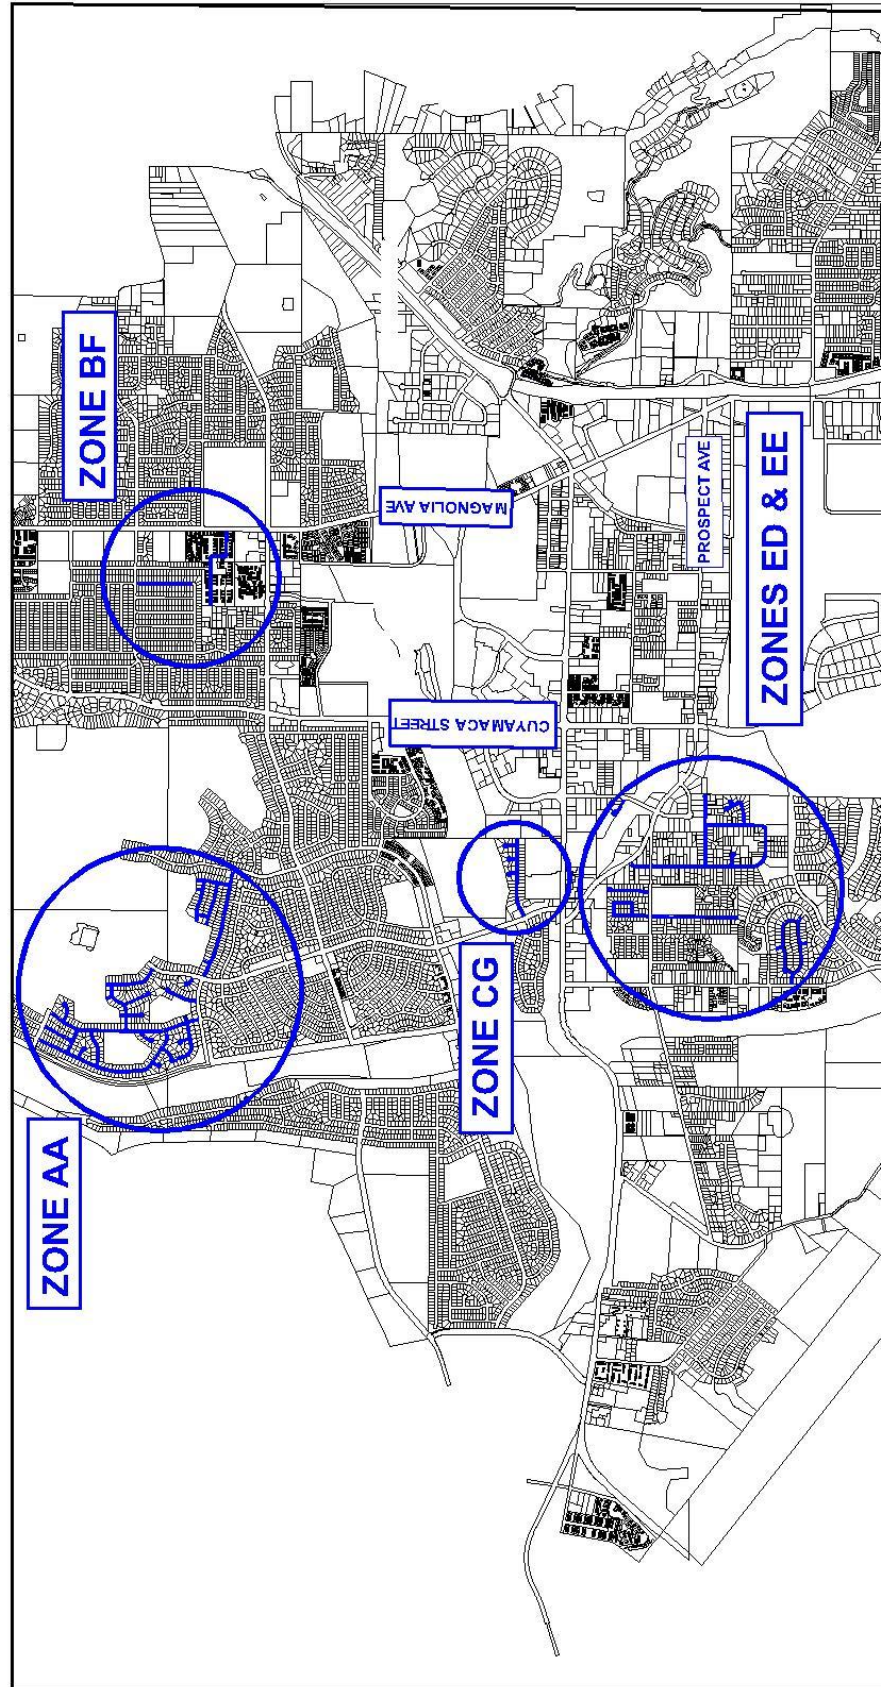 ZONE AA
ZONE BF
ZONE CG
ZONES ED & EE
MAGNOLIA AVE
CUYAMACA STREET
PROSPECT AVE